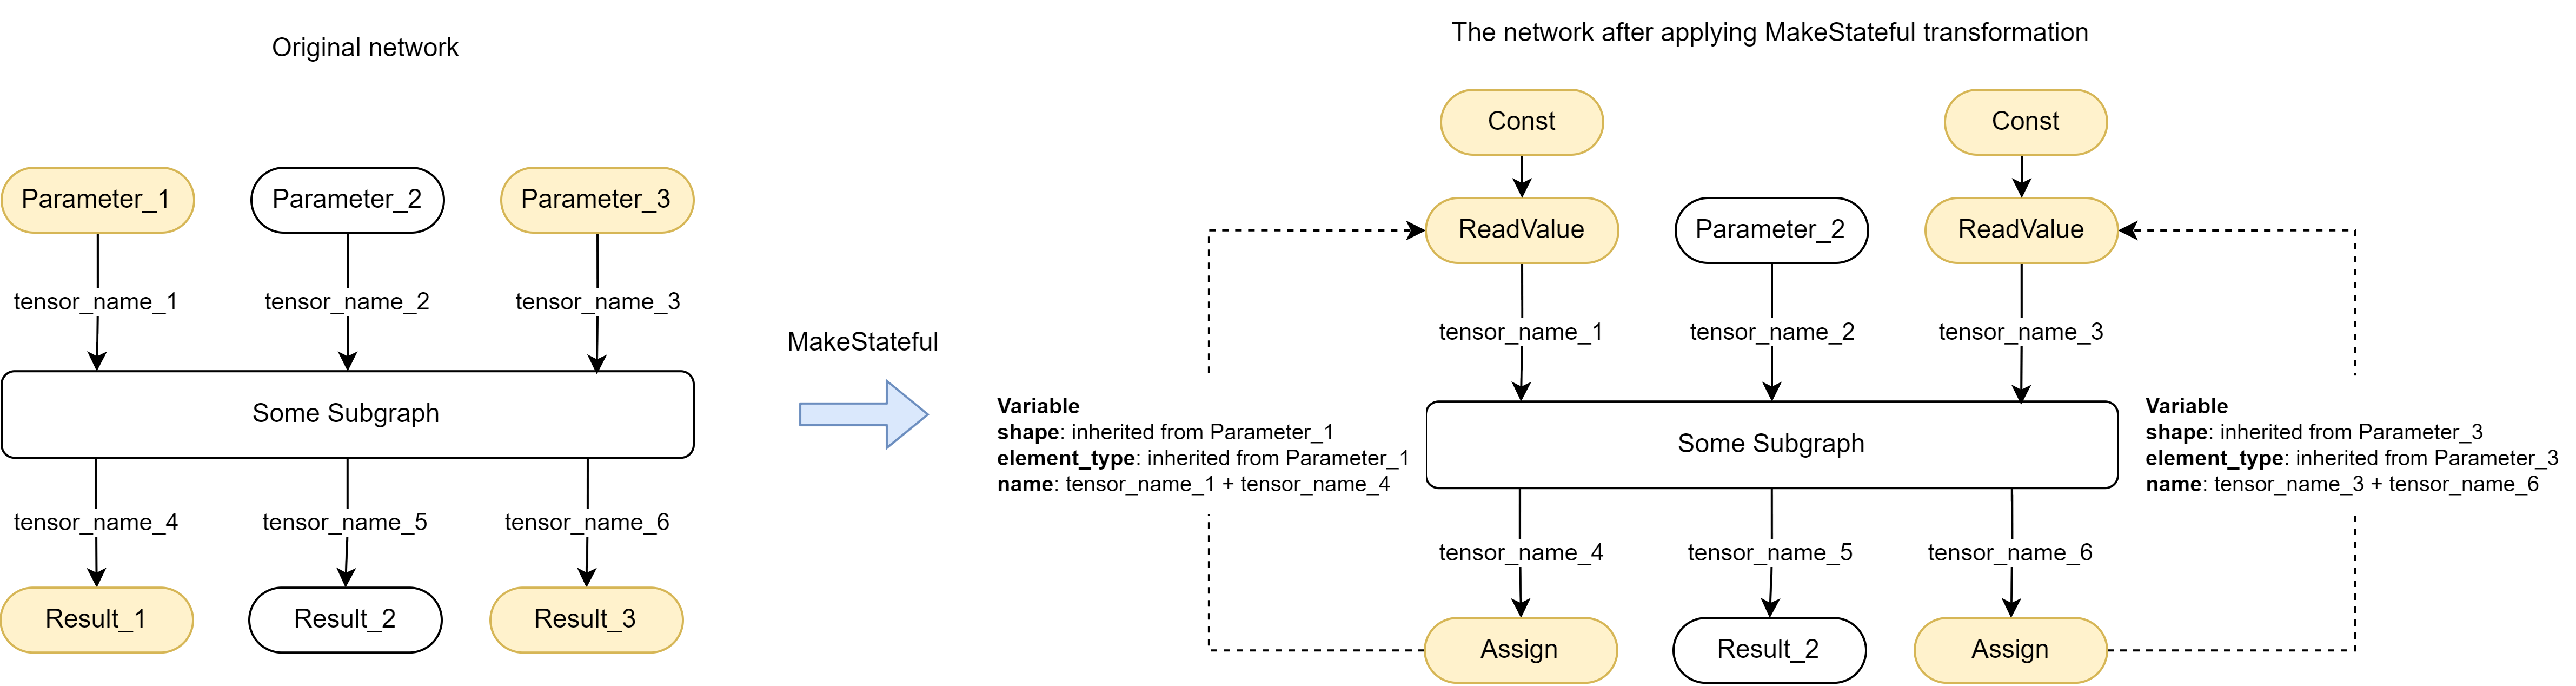 Original network
Parameter_1
Parameter_2
Parameter_3
tensor_name_1
tensor_name_2
tensor_name_3
Some Subgraph
tensor_name_4
tensor_name_5
tensor_name_6
Result_1
Result_2
Result_3
MakeStateful
The network after applying MakeStateful transformation
Const
Const
ReadValue
Parameter_2
ReadValue
tensor_name_1
tensor_name_2
tensor_name_3
Variable
shape: inherited from Parameter_1
element_type: inherited from Parameter_1
name: tensor_name_1 + tensor_name_4
Some Subgraph
Variable
shape: inherited from Parameter_3
element_type: inherited from Parameter_3
name: tensor_name_3 + tensor_name_6
tensor_name_4
tensor_name_5
tensor_name_6
Assign
Result_2
Assign